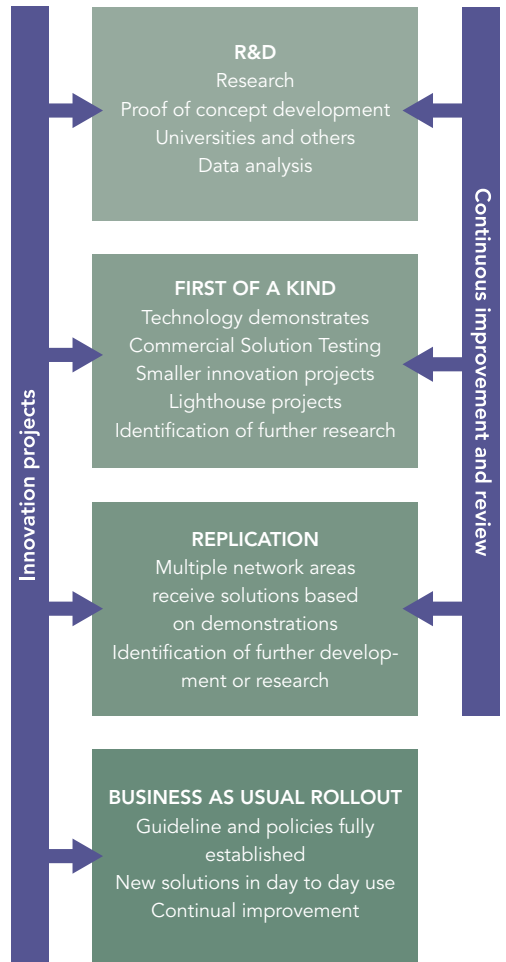 R&D
Research
Proof of concept development
Universities and others
Data analysis
FIRST OF A KIND
Technology demonstrates
Commercial Solution Testing
Smaller innovation projects
Lighthouse projects
Identification of further research
REPLICATION
Multiple network areas
receive solutions based
on demonstrations
Identification of further develop-
ment or research
BUSINESS AS USUAL ROLLOUT
Guideline and policies fully
established
New solutions in day to day use
Continual improvement
Innovation projects
Continuous improvement and review